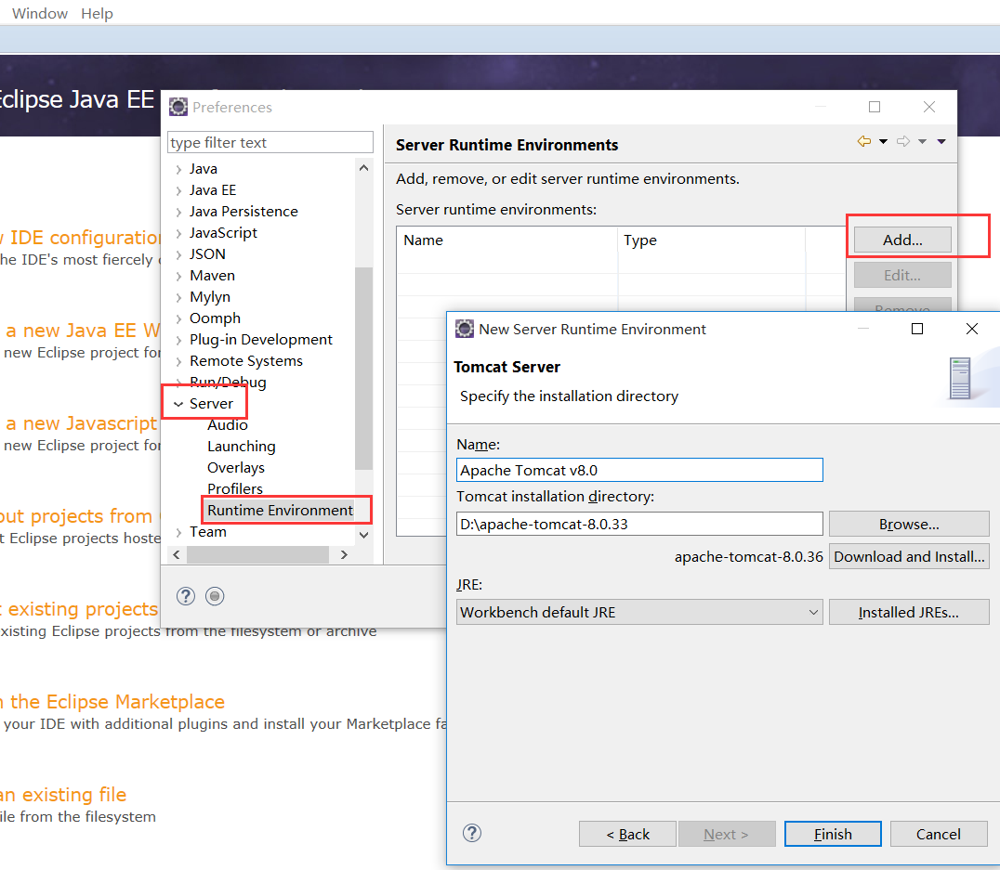 Window Help
Eclipse Java EE
Preferences
type filter text
Java
Java EE
Java Persistence
JavaScript
JSON
Maven
Mylyn
Oomph
Plug-in Development
Remote Systems
Run/Debug
Server
Audio
Launching
Overlays
Profilers
Runtime Environment
Team
Server Runtime Environments
Add, remove, or edit server runtime environments.
Server runtime environments:
Name Type
Add...
Edit...
Remove
New Server Runtime Environment
Tomcat Server
Specify the installation directory
Name:
Apache Tomcat v8.0
Tomcat installation directory:
D:\apache-tomcat-8.0.33
Browse...
apache-tomcat-8.0.36 Download and Install...
JRE:
Workbench default JRE
Installed JREs...
< Back Next > Finish Cancel
IDE configuration
he IDE's most fiercely
a new Java EE W
new Eclipse project for
a new Javascript
new Eclipse project for
out projects from
t Eclipse projects hoste
t existing projects
xisting Eclipse projects from the filesystem or archive
the Eclipse Marketplace
your IDE with additional plugins and install your Marketplace fa
an existing file
file from the filesystem